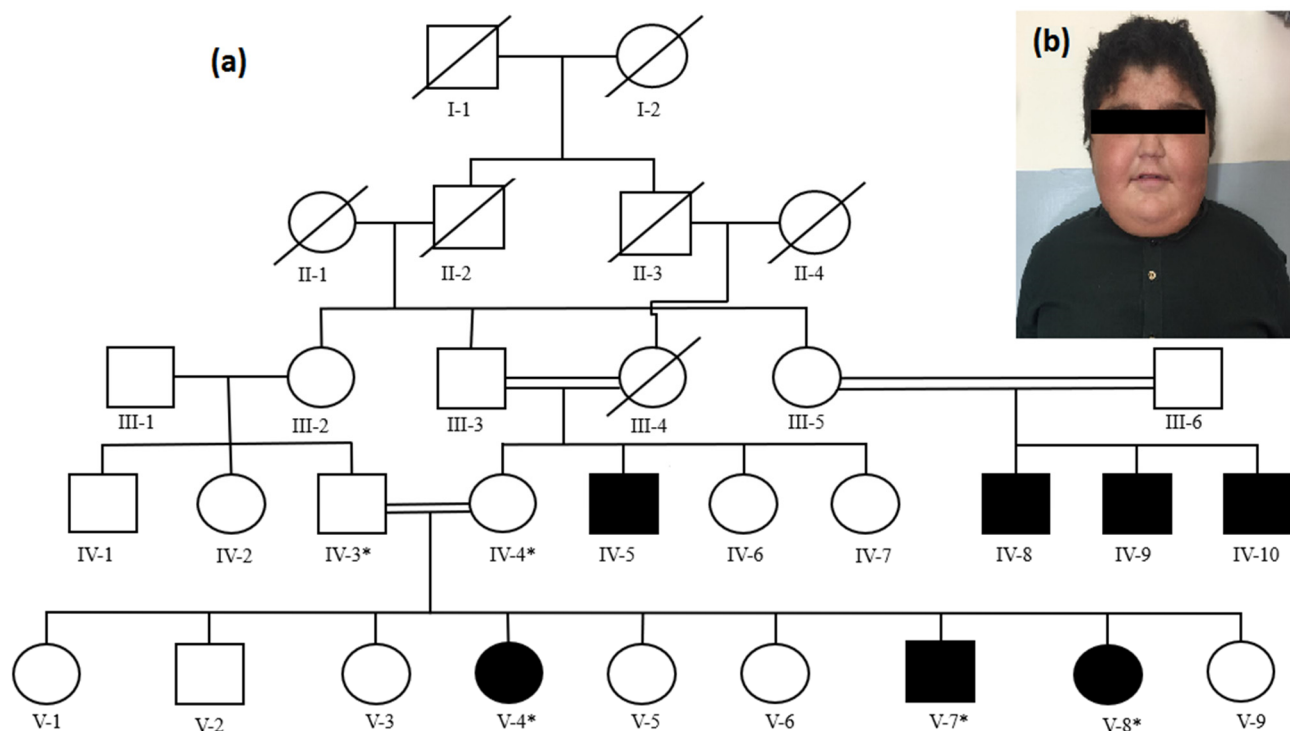 (a)
(b)
I-1
I-2
II-1
II-2
II-3
II-4
III-1
III-2
III-3
III-4
III-5
III-6
IV-1
IV-2
IV-3*
IV-4*
IV-5
IV-6
IV-7
IV-8
IV-9
IV-10
V-1
V-2
V-3
V-4*
V-5
V-6
V-7*
V-8*
V-9